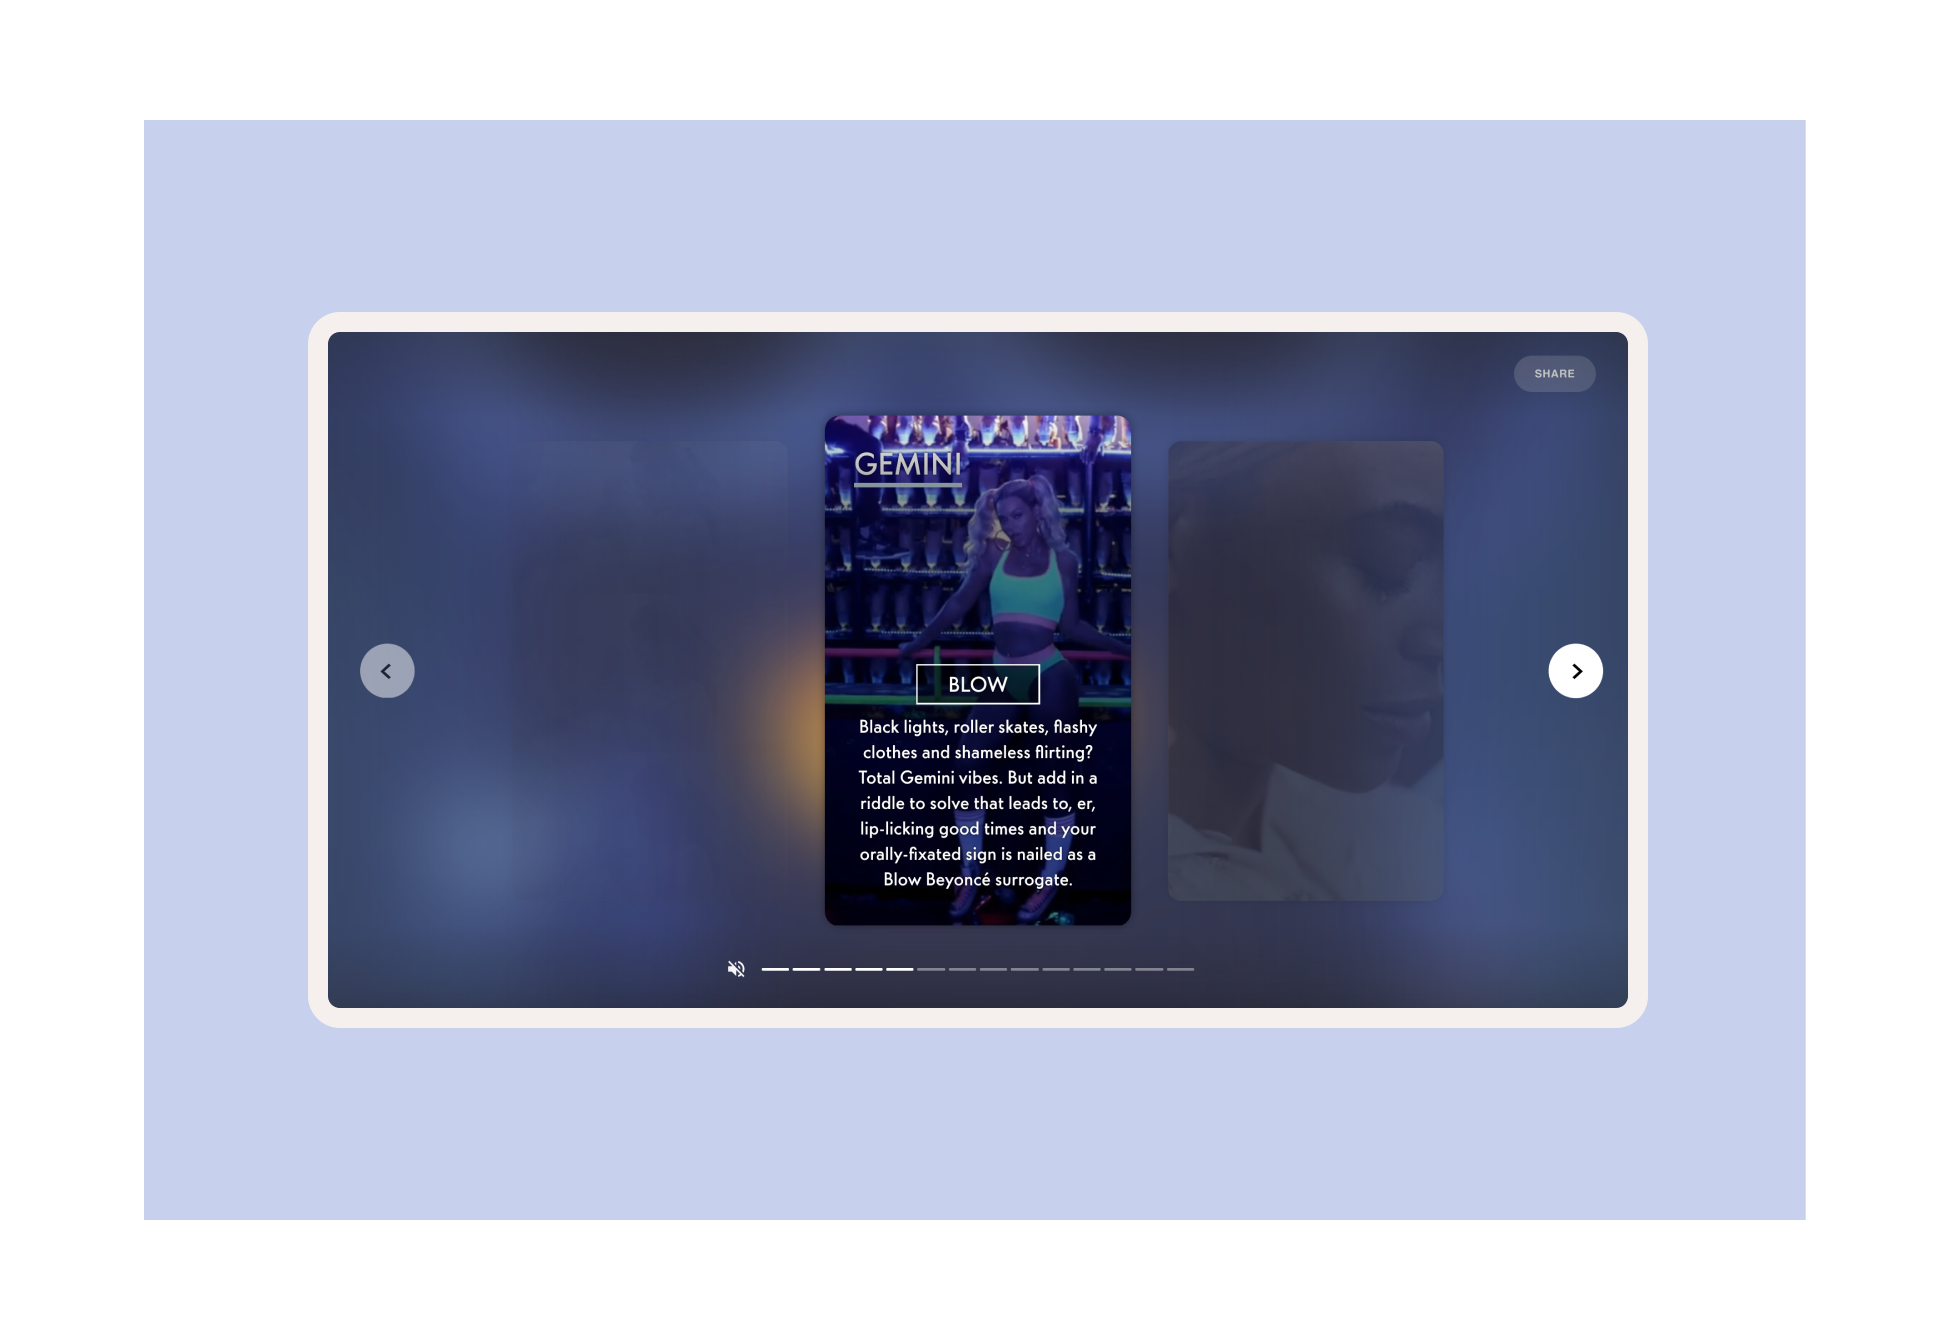 SHARE
GEMINI
BLOW
Black lights, roller skates, flashy
clothes and shameless flirting?
Total Gemini vibes. But add in a
riddle to solve that leads to, er,
lip-licking good times and your
orally-fixated sign is nailed as a
Blow Beyoncé surrogate.